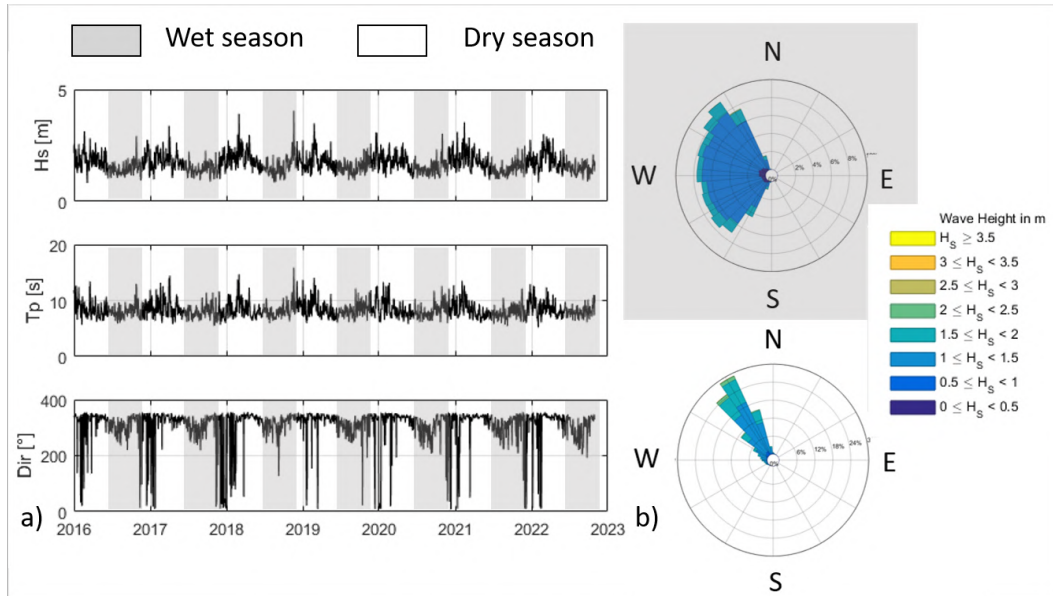 Wet season
Dry season
Hs [m]
5
0
Tp [s]
20
10
0
Dir [°]
400
200
0
2016
2017
2018
2019
2020
2021
2022
2023
a)
b)
N
W
E
S
0%
2%
4%
6%
8%
N
W
E
S
0%
6%
12%
18%
24%
3
Wave Height in m
H_S ≥ 3.5
3 ≤ H_S < 3.5
2.5 ≤ H_S < 3
2 ≤ H_S < 2.5
1.5 ≤ H_S < 2
1 ≤ H_S < 1.5
0.5 ≤ H_S < 1
0 ≤ H_S < 0.5